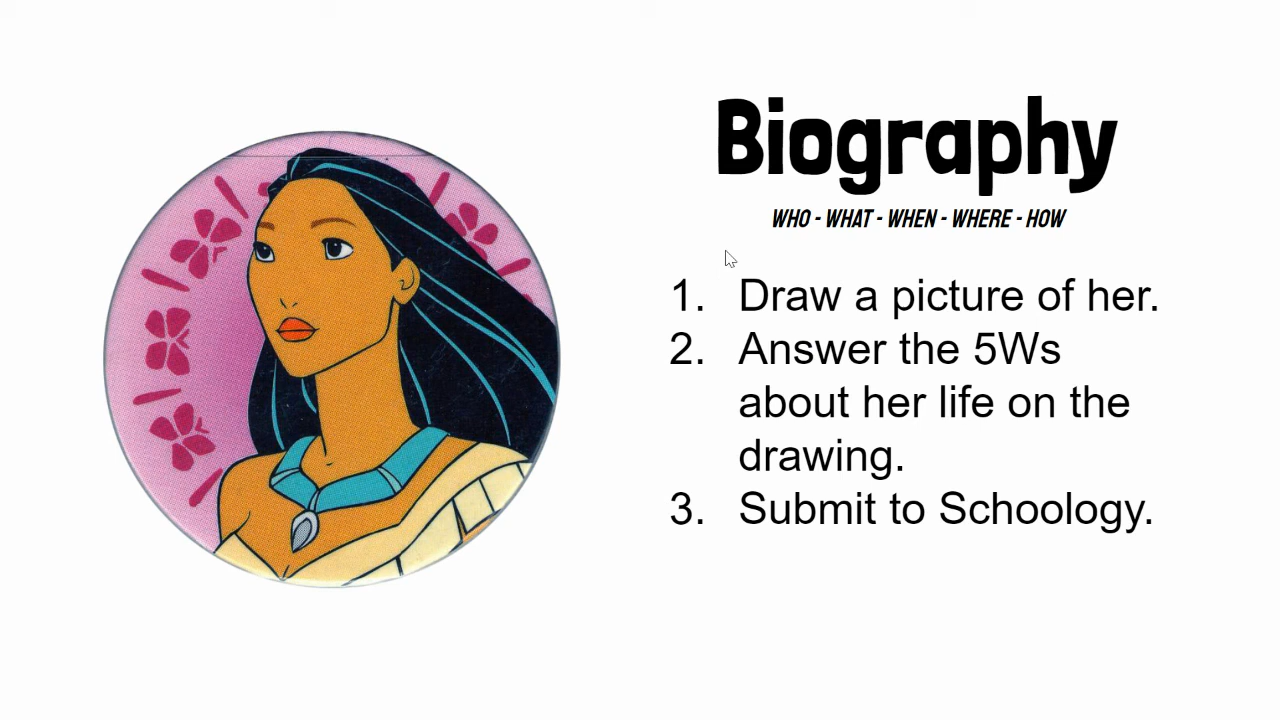 Biography
WHO - WHAT - WHEN - WHERE - HOW
1. Draw a picture of her.
2. Answer the 5Ws
about her life on the
drawing.
3. Submit to Schoology.